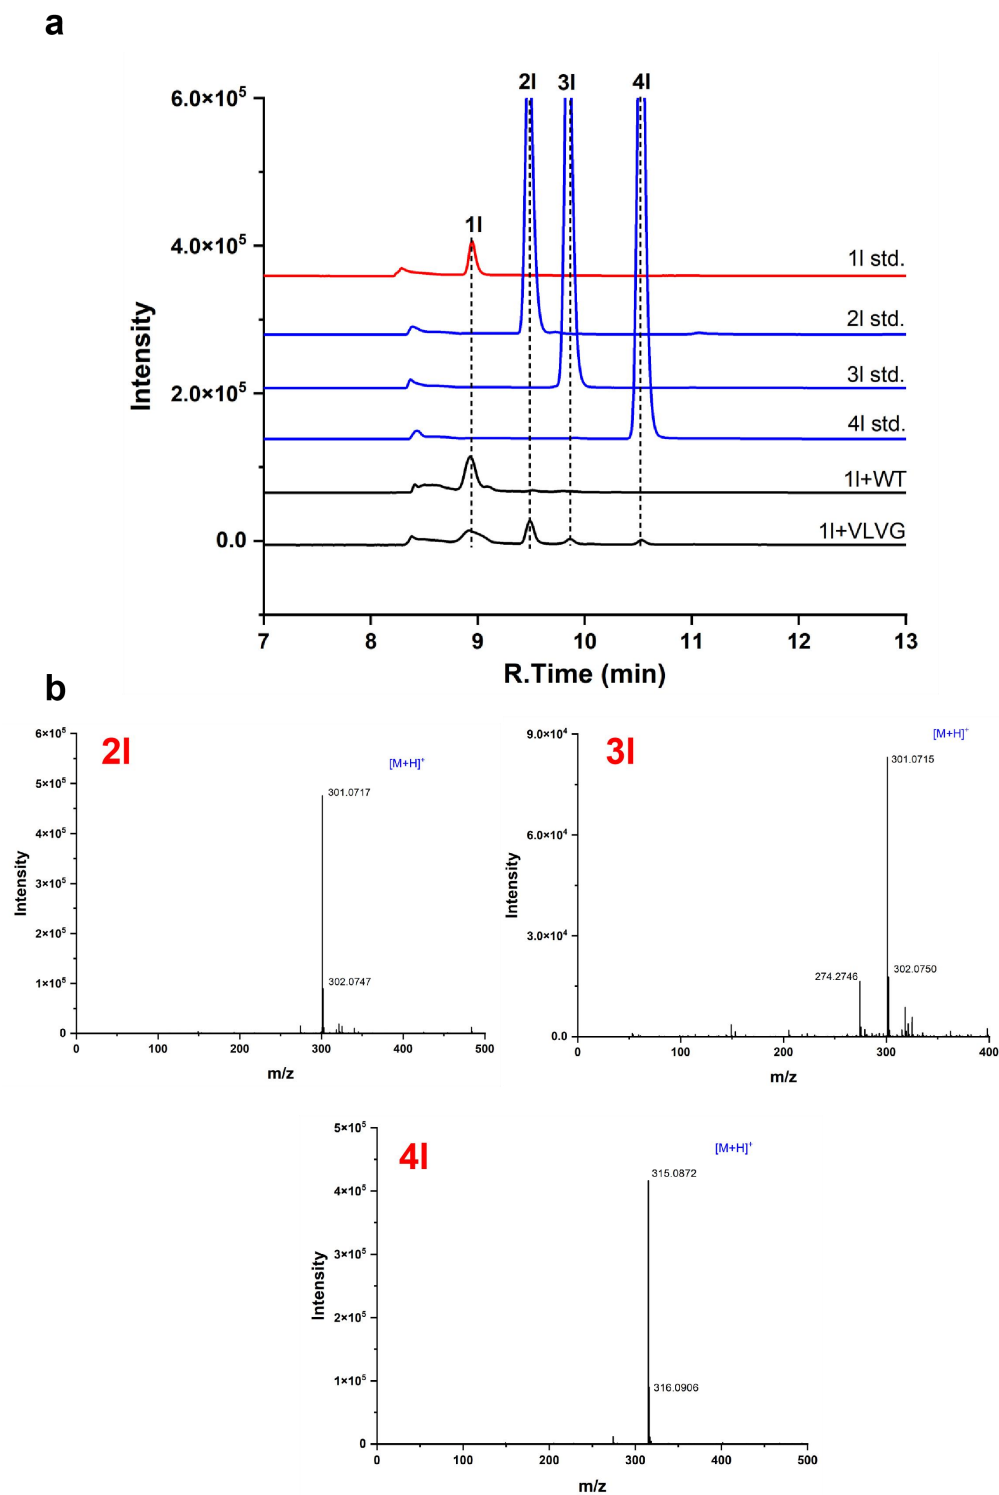 a
2l 3l 4l
6.0×10⁵
1l
4.0×10⁵
1l std.
2l std.
3l std.
2.0×10⁵
4l std.
1l+WT
1l+VLVG
0.0
Intensity
7 8 9 10 11 12 13
R.Time (min)
b
2l
[M+H]⁺
6×10⁵
5×10⁵
301.0717
4×10⁵
3×10⁵
2×10⁵
1×10⁵
302.0747
0
Intensity
0 100 200 300 400 500
m/z
3l
[M+H]⁺
9.0×10⁴
301.0715
6.0×10⁴
3.0×10⁴
274.2746
302.0750
0.0
Intensity
0 100 200 300 400
m/z
4l
[M+H]⁺
5×10⁵
315.0872
4×10⁵
3×10⁵
2×10⁵
1×10⁵
316.0906
0
Intensity
0 100 200 300 400 500
m/z